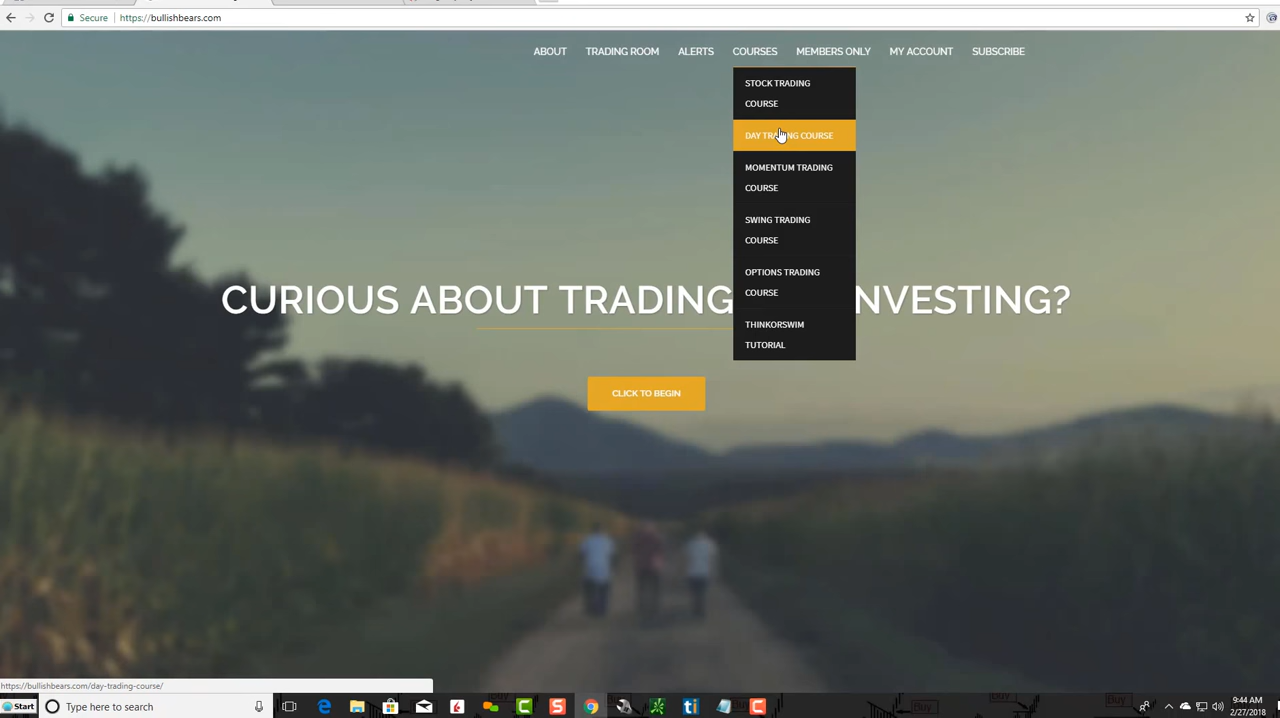 Secure https://bullishbears.com
ABOUT TRADING ROOM ALERTS COURSES MEMBERS ONLY MY ACCOUNT SUBSCRIBE
STOCK TRADING
COURSE
DAY TRADING COURSE
MOMENTUM TRADING
COURSE
SWING TRADING
COURSE
OPTIONS TRADING
COURSE
THINKORSWIM
TUTORIAL
CURIOUS ABOUT TRADING INVESTING?
CLICK TO BEGIN
https://bullishbears.com/day-trading-course/
Start Type here to search
Buy Buy
9:44 AM
2/27/2018